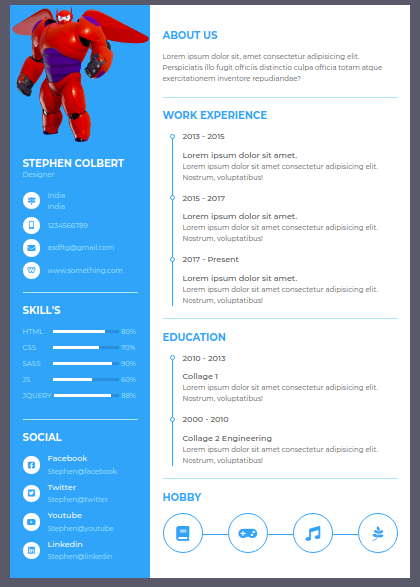 STEPHEN COLBERT
Designer
India
India
1234566789
asdftg@gmail.com
www.something.com
SKILL'S
HTML 80%
CSS 70%
SASS 90%
JS 60%
JQUERY 88%
SOCIAL
Facebook
Stephen@facebook
Twitter
Stephen@twitter
Youtube
Stephen@youtube
Linkedin
Stephen@linkedin
ABOUT US
Lorem ipsum dolor sit, amet consectetur adipisicing elit.
Perspiciatis illo fugit officiis distinctio culpa officia totam atque
exercitationem inventore repudiandae?
WORK EXPERIENCE
2013 - 2015
Lorem ipsum dolor sit amet.
Lorem ipsum dolor sit amet consectetur adipisicing elit.
Nostrum, voluptatibus!
2015 - 2017
Lorem ipsum dolor sit amet.
Lorem ipsum dolor sit amet consectetur adipisicing elit.
Nostrum, voluptatibus!
2017 - Present
Lorem ipsum dolor sit amet.
Lorem ipsum dolor sit amet consectetur adipisicing elit.
Nostrum, voluptatibus!
EDUCATION
2010 - 2013
Collage 1
Lorem ipsum dolor sit amet consectetur adipisicing elit.
Nostrum, voluptatibus!
2000 - 2010
Collage 2 Engineering
Lorem ipsum dolor sit amet consectetur adipisicing elit.
Nostrum, voluptatibus!
HOBBY